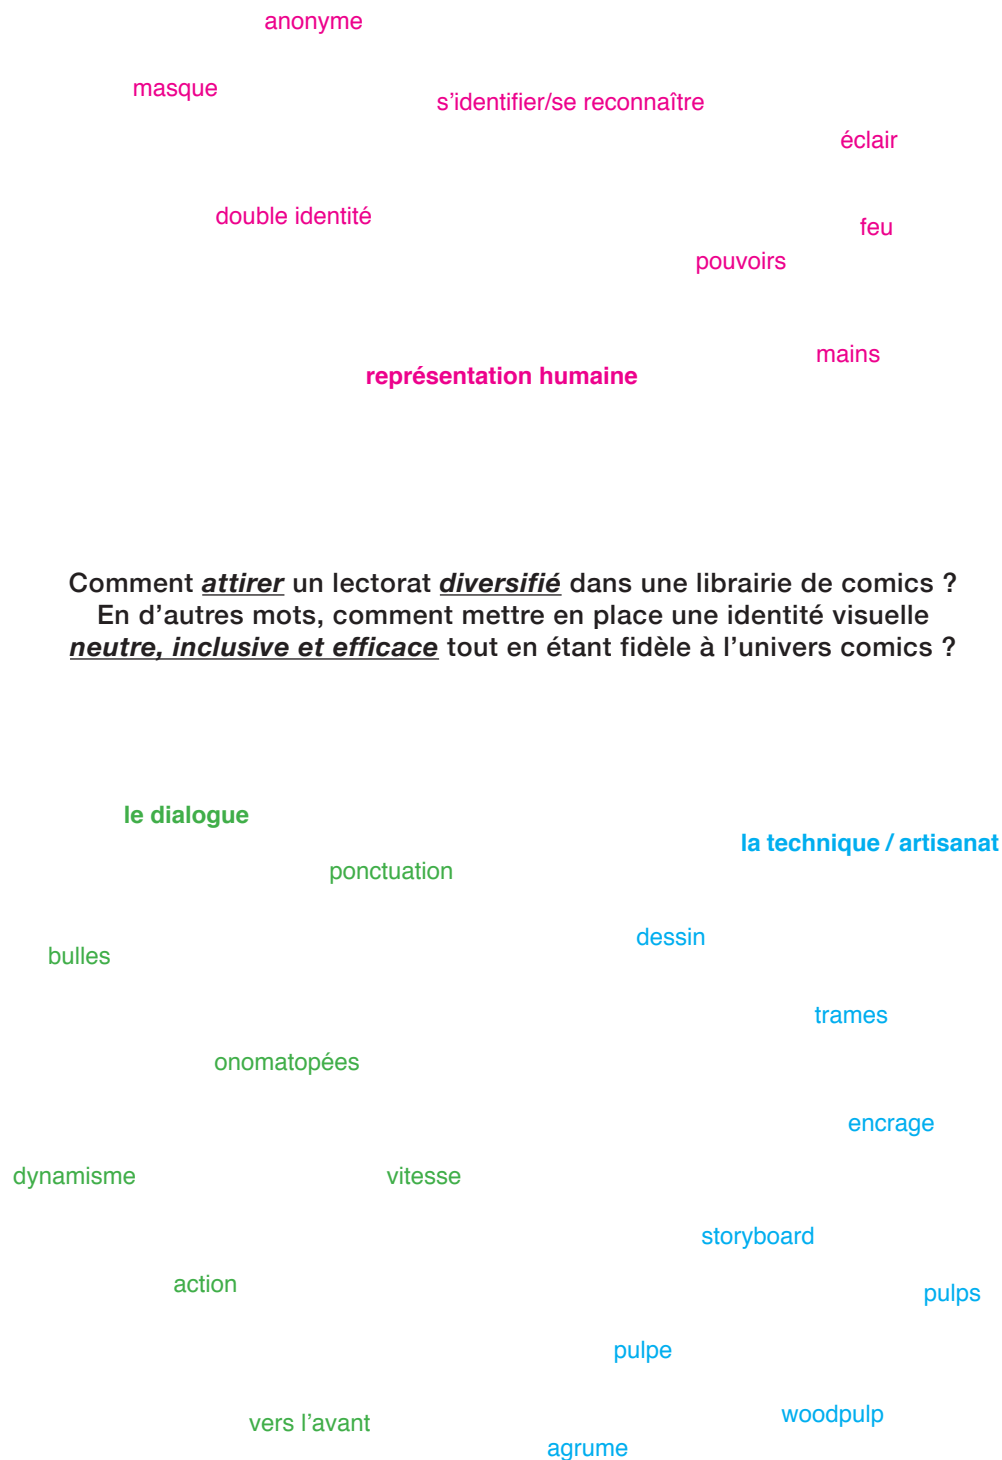 anonyme
masque
s’identifier/se reconnaître
éclair
double identité
feu
pouvoirs
mains
représentation humaine
Comment attirer un lectorat diversifié dans une librairie de comics ?
En d’autres mots, comment mettre en place une identité visuelle
neutre, inclusive et efficace tout en étant fidèle à l’univers comics ?
le dialogue
la technique / artisanat
ponctuation
dessin
bulles
trames
onomatopées
encrage
dynamisme
vitesse
storyboard
action
pulps
pulpe
woodpulp
vers l’avant
agrume